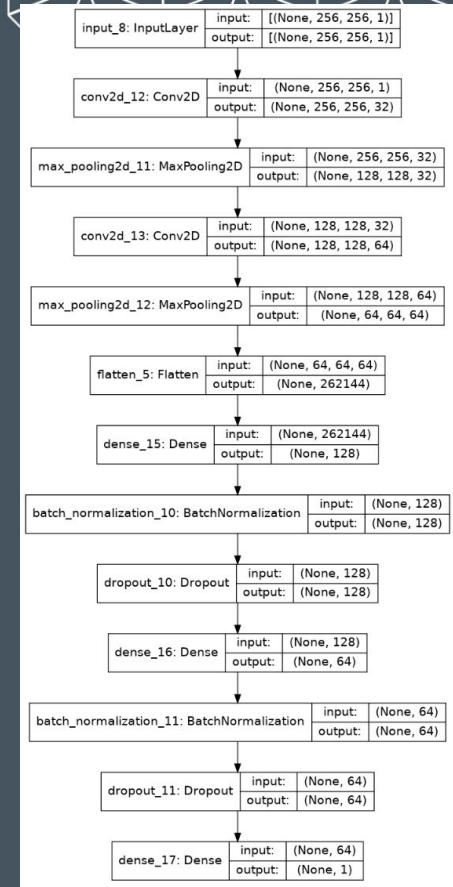 input_8: InputLayer input: [(None, 256, 256, 1)]
output: [(None, 256, 256, 1)]
conv2d_12: Conv2D input: (None, 256, 256, 1)
output: (None, 256, 256, 32)
max_pooling2d_11: MaxPooling2D input: (None, 256, 256, 32)
output: (None, 128, 128, 32)
conv2d_13: Conv2D input: (None, 128, 128, 32)
output: (None, 128, 128, 64)
max_pooling2d_12: MaxPooling2D input: (None, 128, 128, 64)
output: (None, 64, 64, 64)
flatten_5: Flatten input: (None, 64, 64, 64)
output: (None, 262144)
dense_15: Dense input: (None, 262144)
output: (None, 128)
batch_normalization_10: BatchNormalization input: (None, 128)
output: (None, 128)
dropout_10: Dropout input: (None, 128)
output: (None, 128)
dense_16: Dense input: (None, 128)
output: (None, 64)
batch_normalization_11: BatchNormalization input: (None, 64)
output: (None, 64)
dropout_11: Dropout input: (None, 64)
output: (None, 64)
dense_17: Dense input: (None, 64)
output: (None, 1)